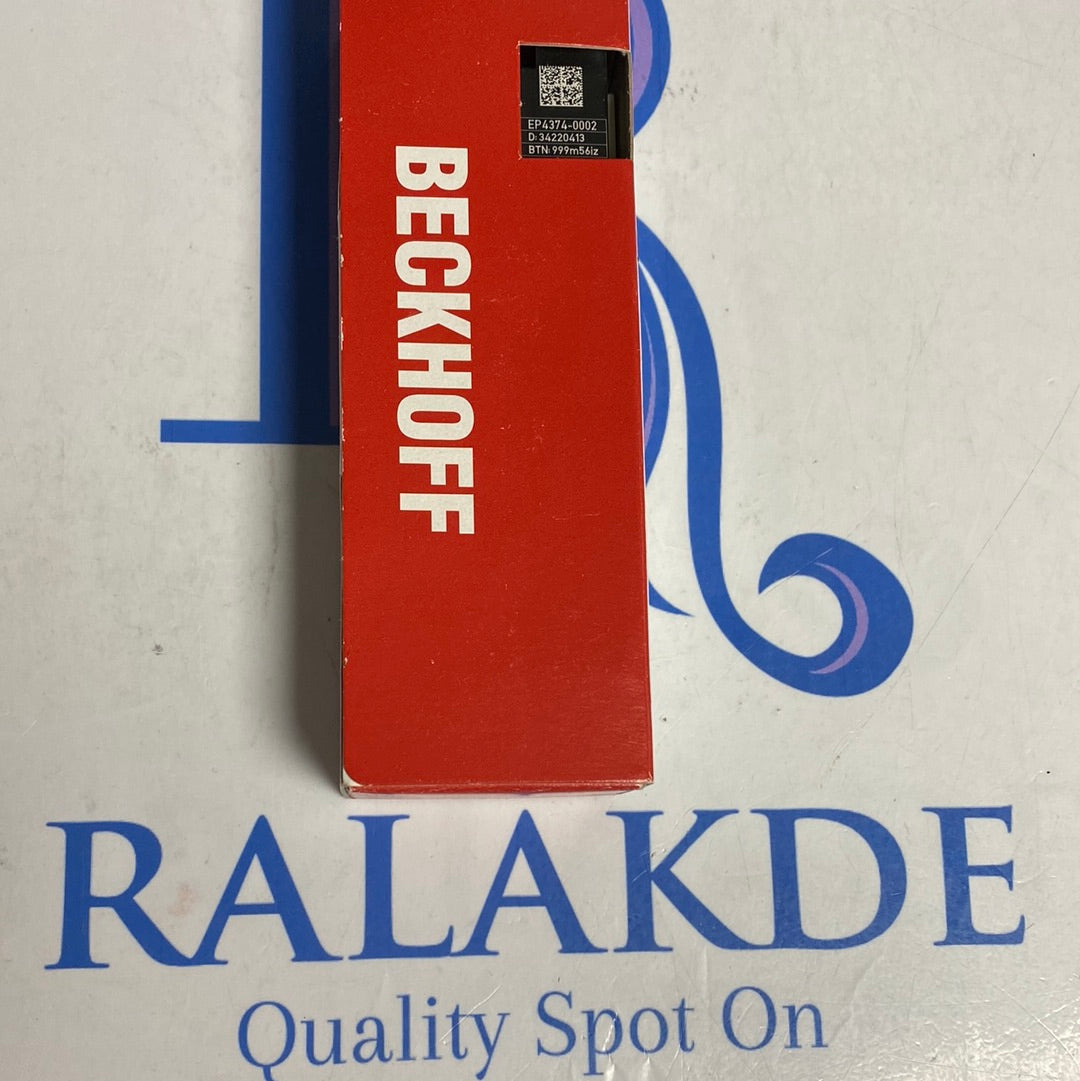 EP4374-0002
D: 34220413
BTN: 999m56iz
BECKHOFF
RALAKDE
Quality Spot On